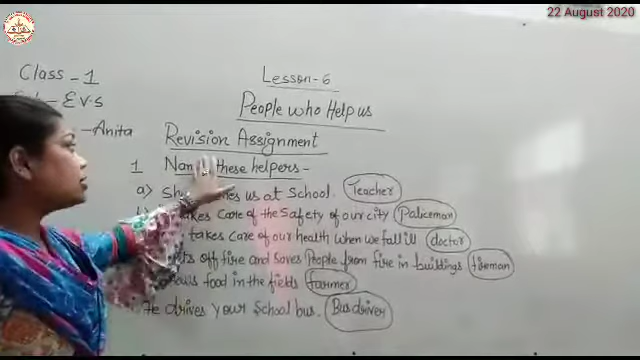 22 August 2020
Class - 1
Lesson-6
- E.V.S
People who Help us
- Anita
Revision Assignment
1 these helpers -
a) us at School. Teacher
takes care of the safety of our city Policeman
takes care of our health when we fall ill doctor
off fire and saves People from fire in buildings fireman
food in the fields farmer
He drives your School bus. Bus driver